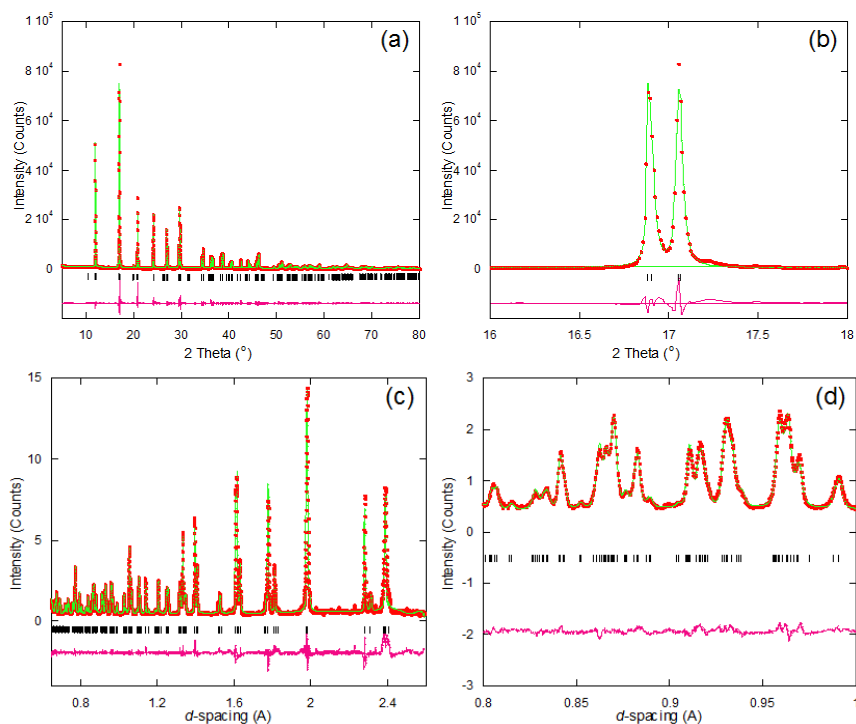 (a)
1 10⁵
8 10⁴
6 10⁴
4 10⁴
2 10⁴
0
Intensity (Counts)
10 20 30 40 50 60 70 80
2 Theta (°)
(b)
1 10⁵
8 10⁴
6 10⁴
4 10⁴
2 10⁴
0
Intensity (Counts)
16 16.5 17 17.5 18
2 Theta (°)
(c)
15
10
5
0
Intensity (Counts)
0.8 1.2 1.6 2 2.4
d-spacing (A)
(d)
3
2
1
0
-1
-2
-3
Intensity (Counts)
0.8 0.85 0.9 0.95 1
d-spacing (A)